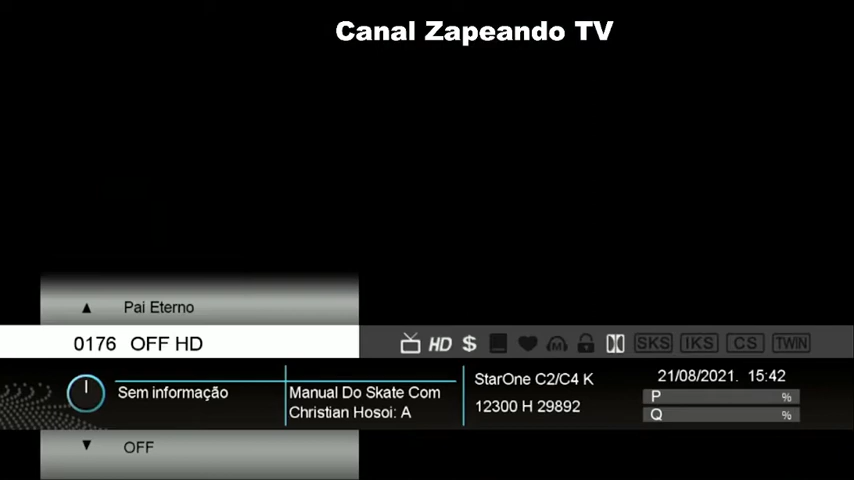 Canal Zapeando TV
Pai Eterno
0176 OFF HD
HD $ SKS IKS CS TWIN
Sem informação
Manual Do Skate Com
Christian Hosoi: A
StarOne C2/C4 K
12300 H 29892
21/08/2021. 15:42
P %
Q %
OFF